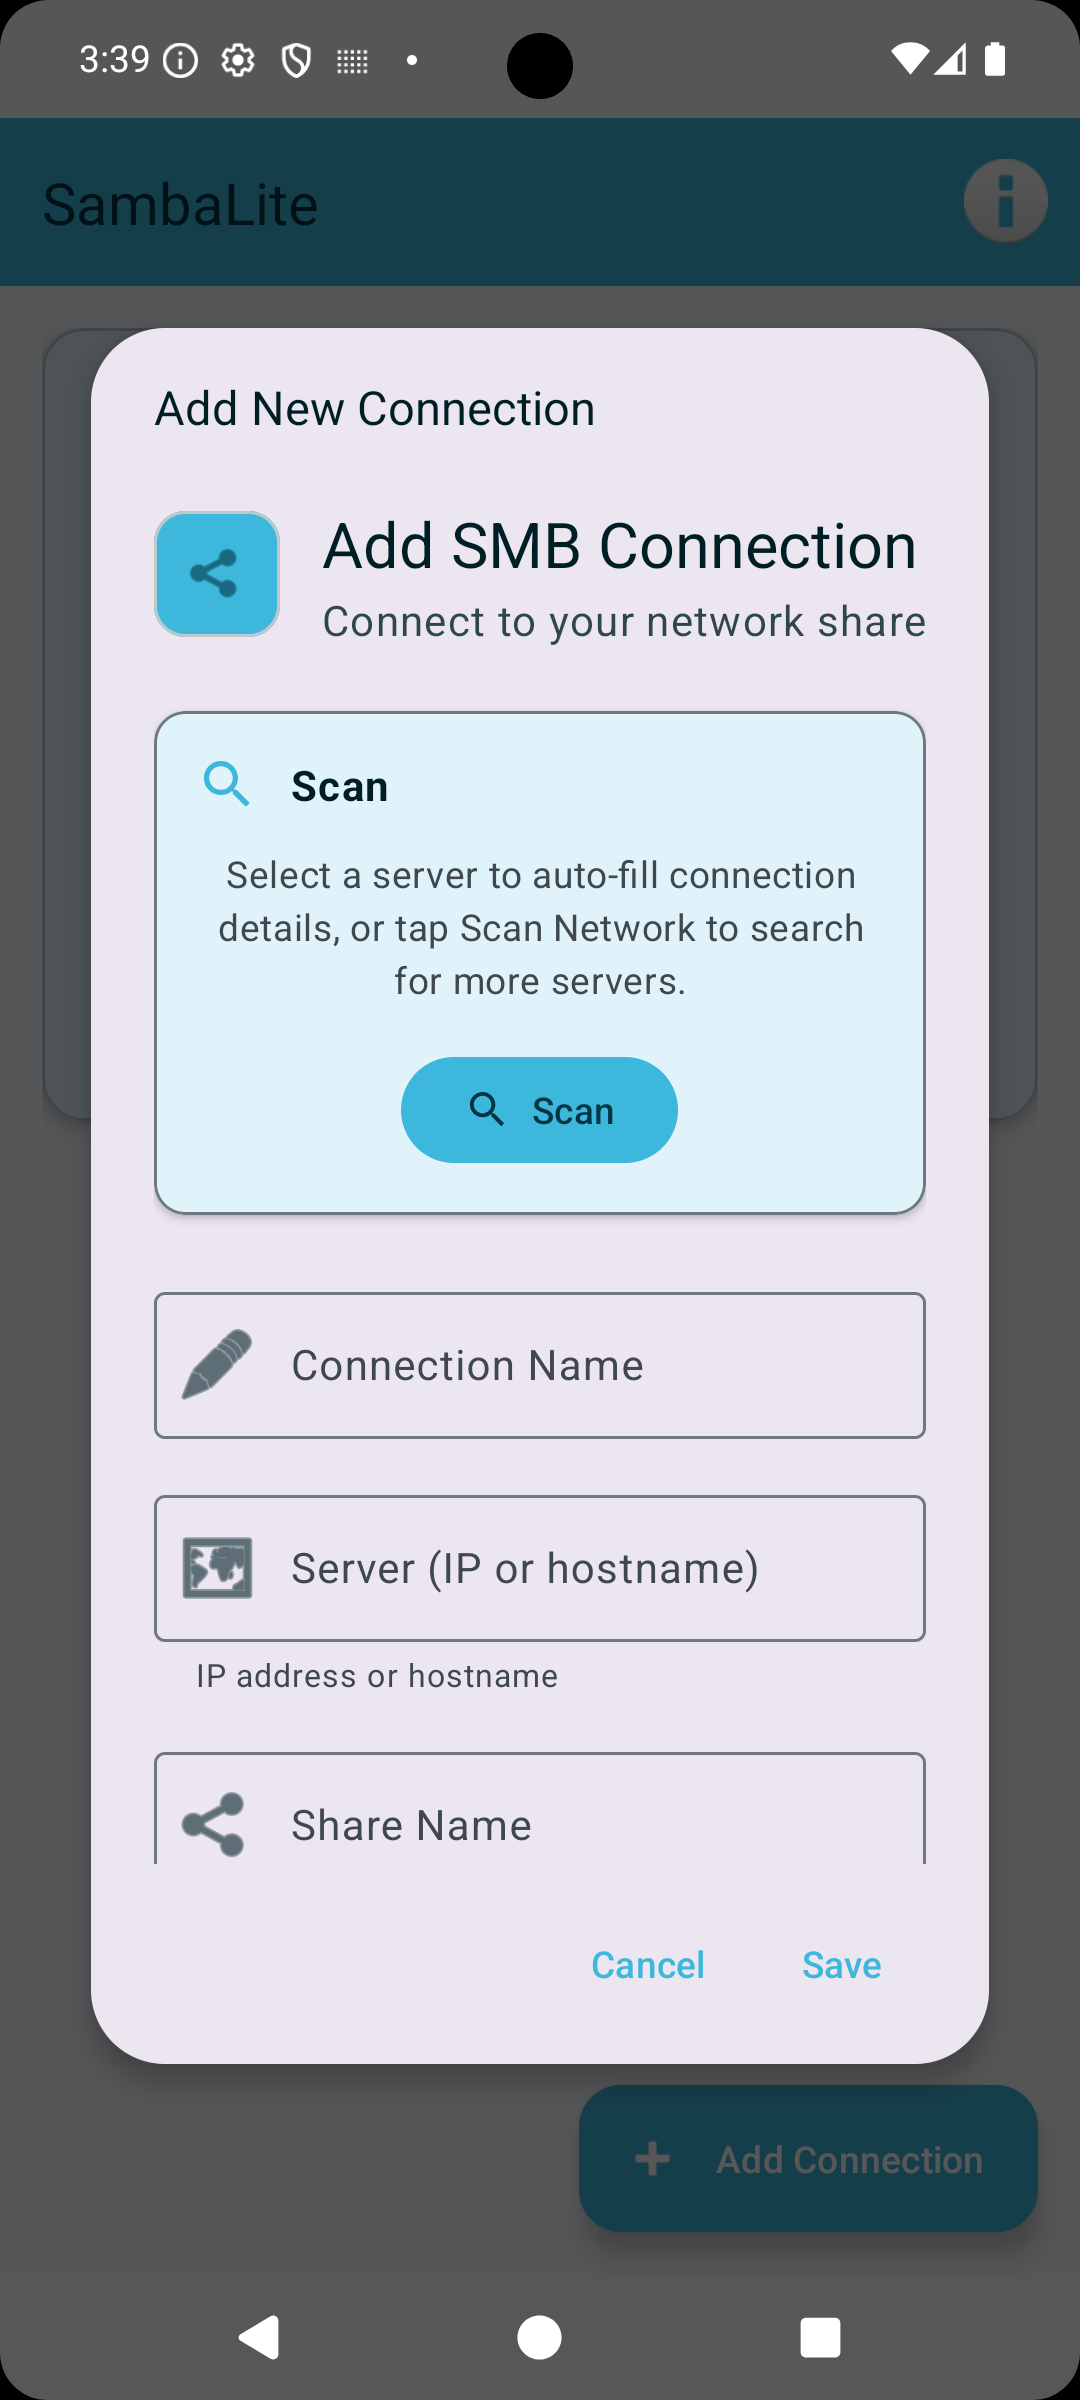 3:39
SambaLite
Add New Connection
Add SMB Connection
Connect to your network share
Scan
Select a server to auto-fill connection
details, or tap Scan Network to search
for more servers.
Scan
Connection Name
Server (IP or hostname)
IP address or hostname
Share Name
Cancel
Save
Add Connection